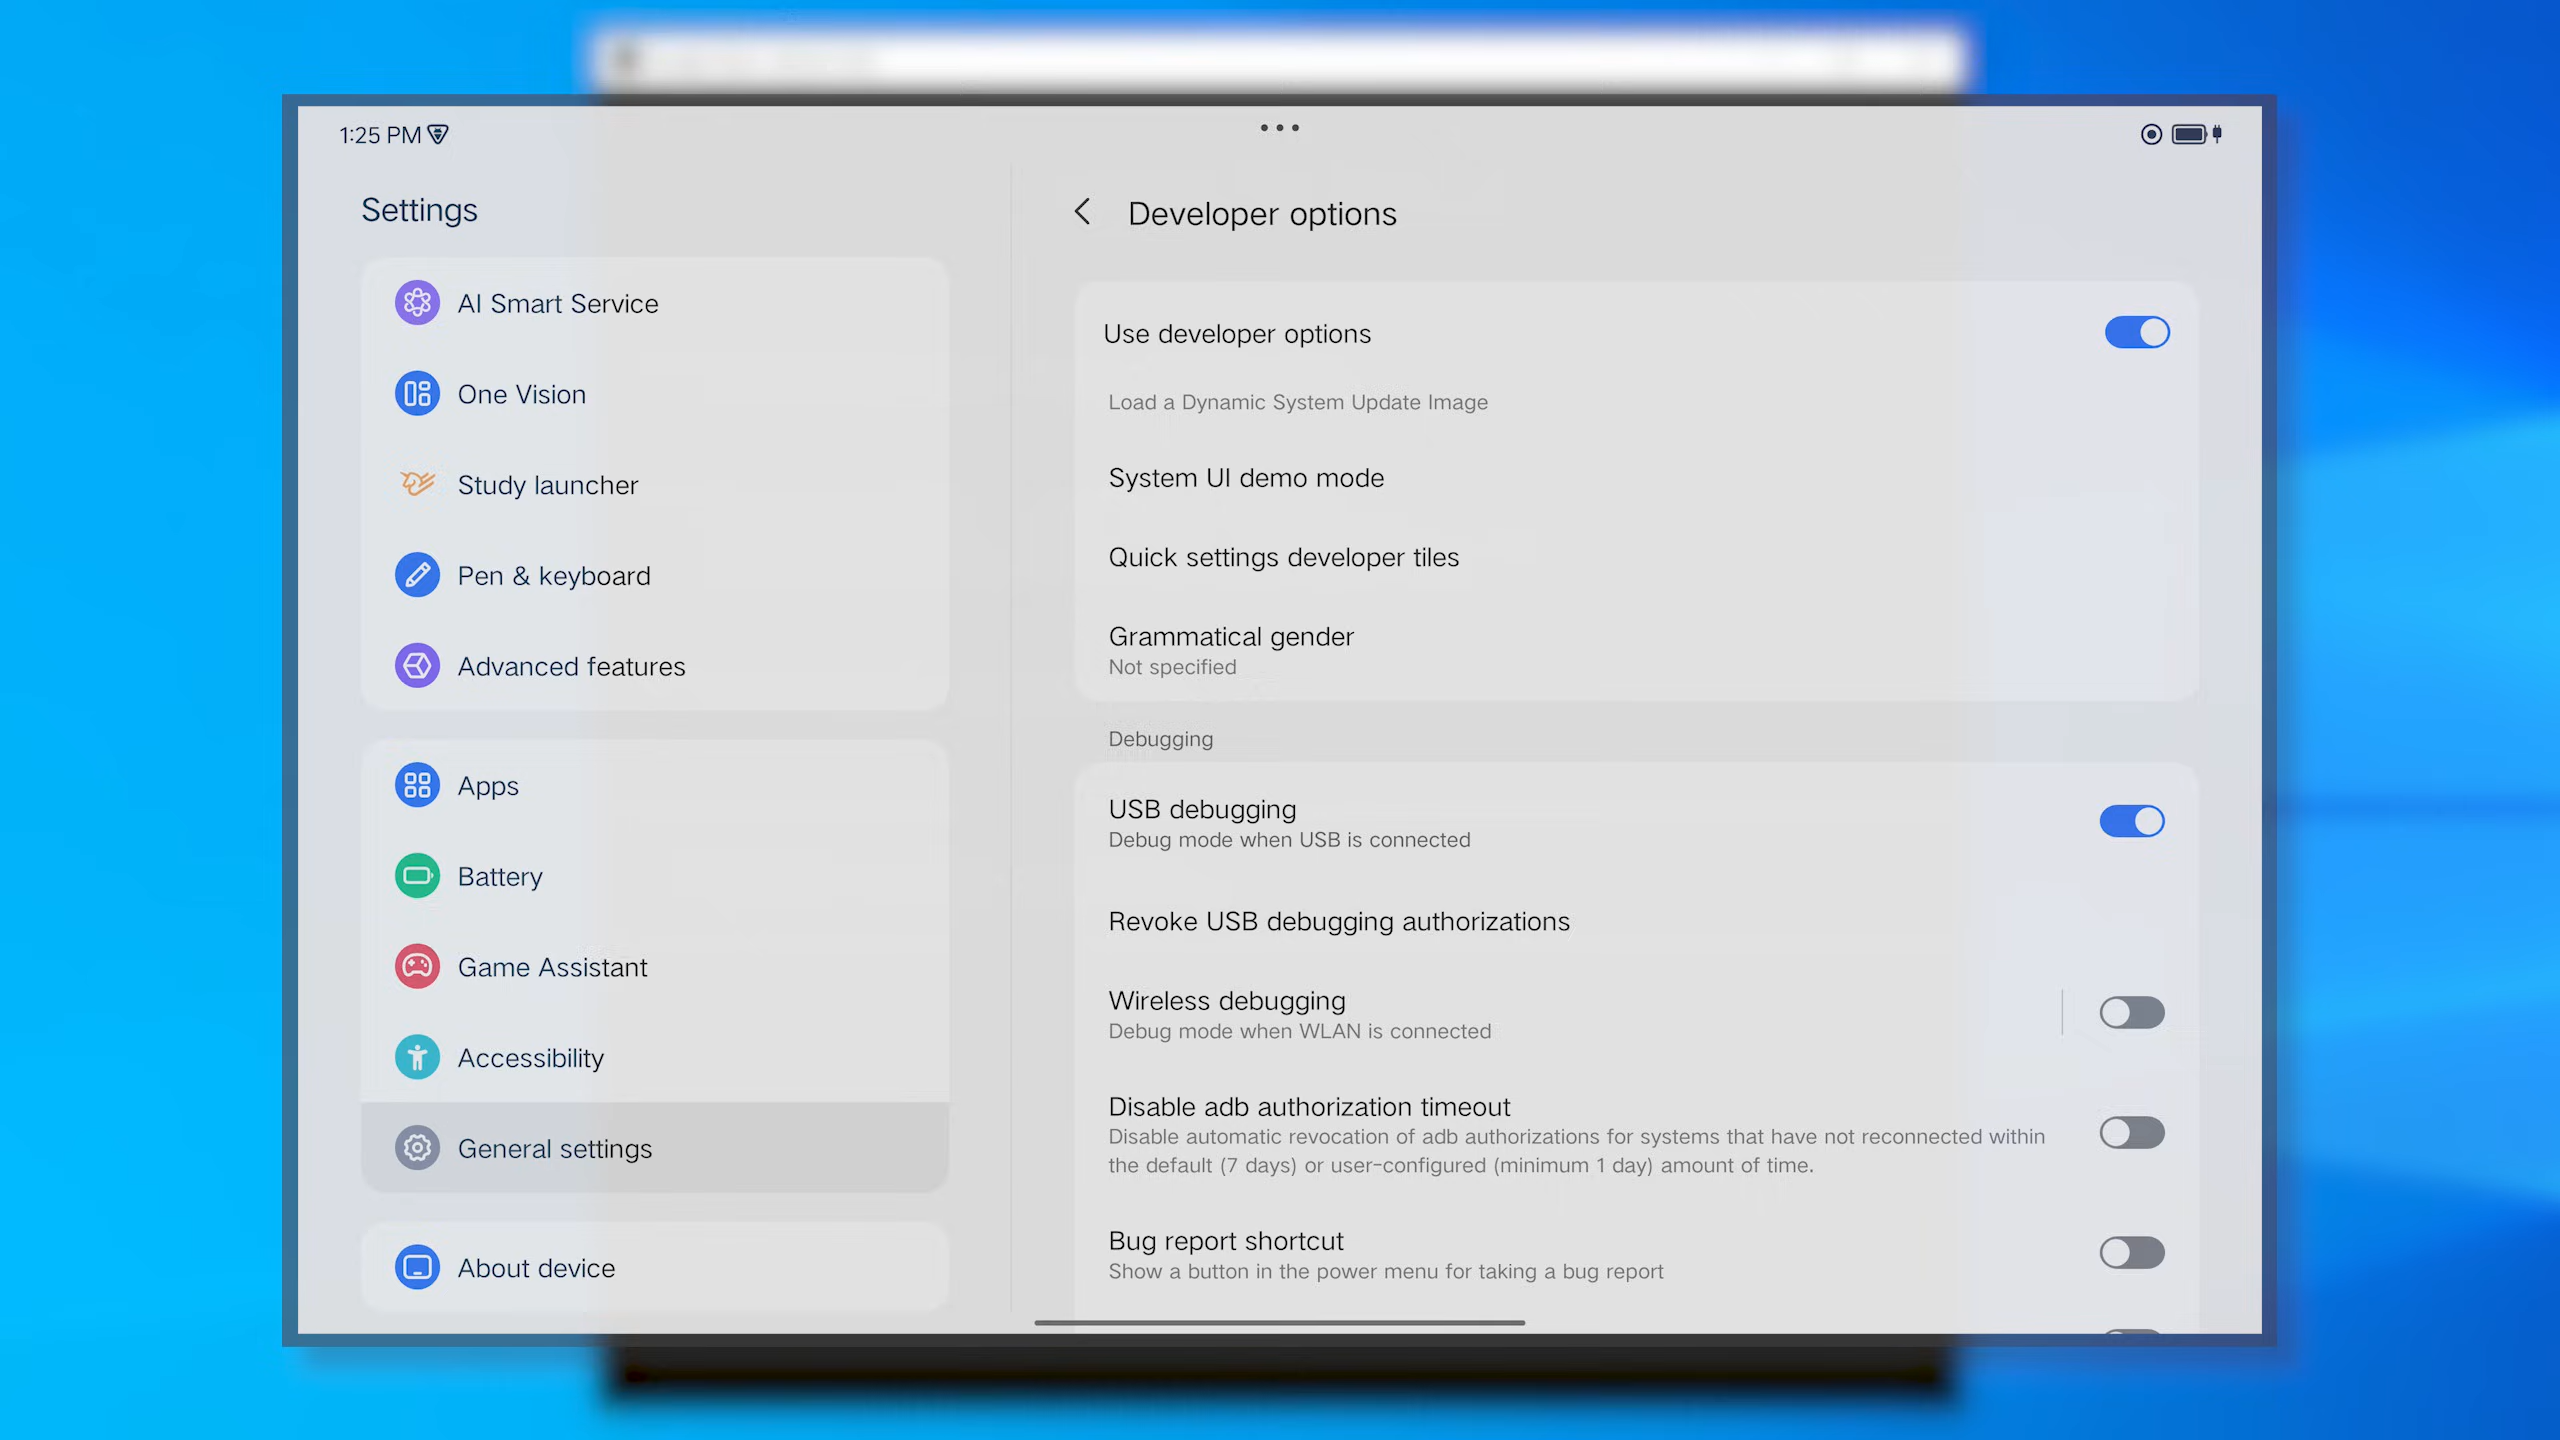 1:25 PM
Settings
AI Smart Service
One Vision
Study launcher
Pen & keyboard
Advanced features
Apps
Battery
Game Assistant
Accessibility
General settings
About device
Developer options
Use developer options
Load a Dynamic System Update Image
System UI demo mode
Quick settings developer tiles
Grammatical gender
Not specified
Debugging
USB debugging
Debug mode when USB is connected
Revoke USB debugging authorizations
Wireless debugging
Debug mode when WLAN is connected
Disable adb authorization timeout
Disable automatic revocation of adb authorizations for systems that have not reconnected within
the default (7 days) or user-configured (minimum 1 day) amount of time.
Bug report shortcut
Show a button in the power menu for taking a bug report